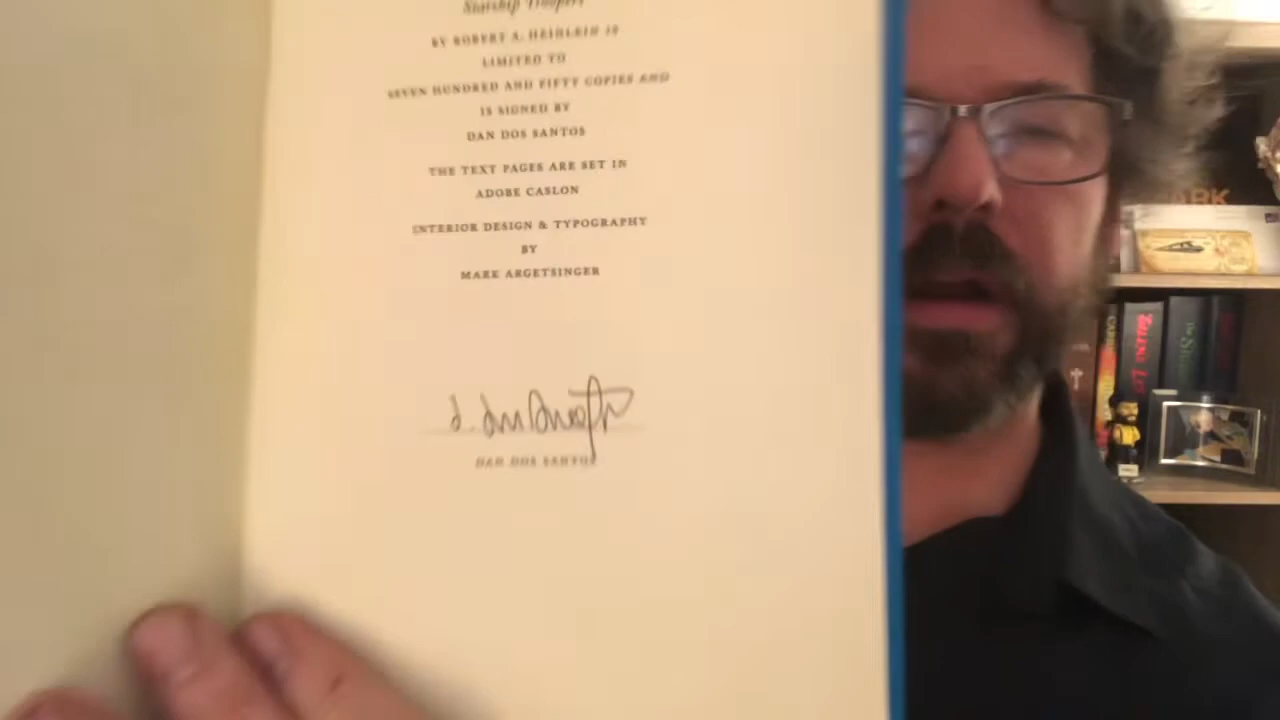 Starship Troopers
BY ROBERT A. HEINLEIN IS
LIMITED TO
SEVEN HUNDRED AND FIFTY COPIES AND
IS SIGNED BY
DAN DOS SANTOS
THE TEXT PAGES ARE SET IN
ADOBE CASLON
INTERIOR DESIGN & TYPOGRAPHY
BY
MARK ARGETSINGER
DAN DOS SANTOS
ARK